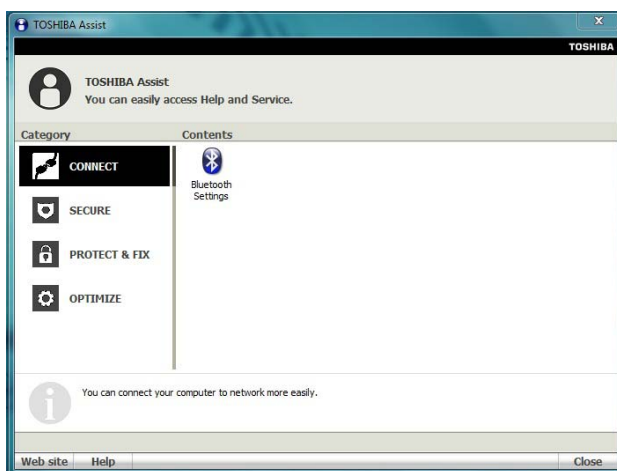 TOSHIBA Assist
TOSHIBA
TOSHIBA Assist
You can easily access Help and Service.
Category
Contents
CONNECT
SECURE
PROTECT & FIX
OPTIMIZE
Bluetooth
Settings
You can connect your computer to network more easily.
Web site Help Close